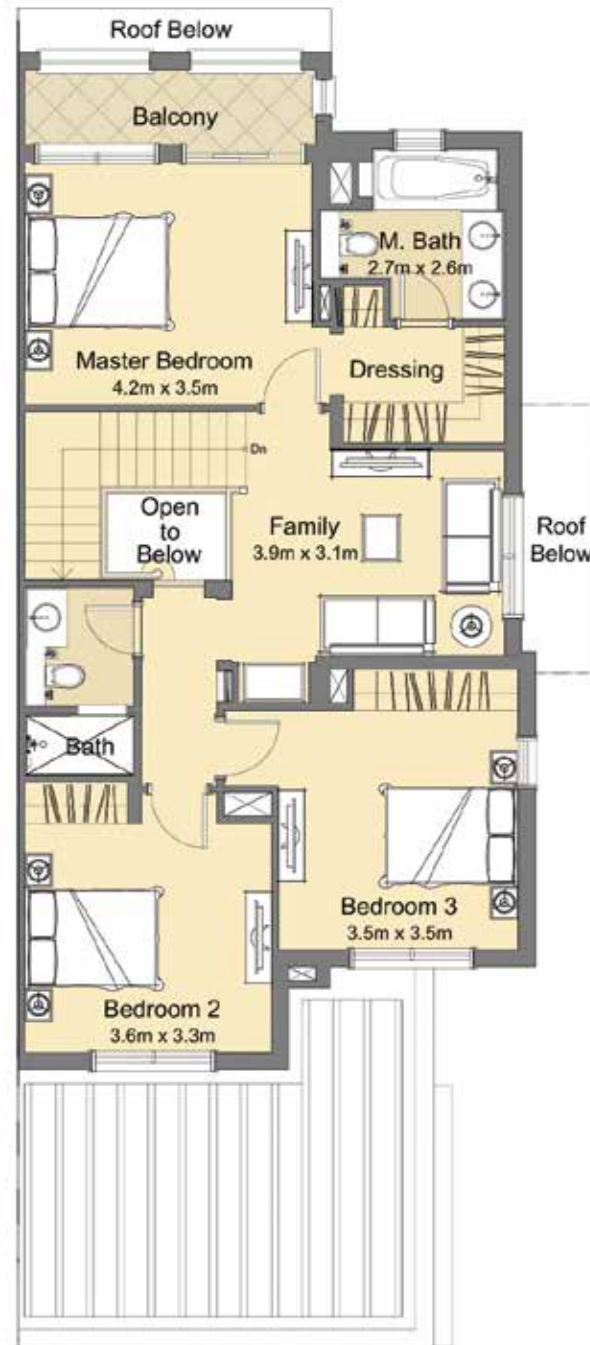 Roof Below
Balcony
M. Bath
2.7m x 2.6m
Master Bedroom
4.2m x 3.5m
Dressing
Dn
Open
to
Below
Family
3.9m x 3.1m
Roof
Below
Bath
Bedroom 3
3.5m x 3.5m
Bedroom 2
3.6m x 3.3m